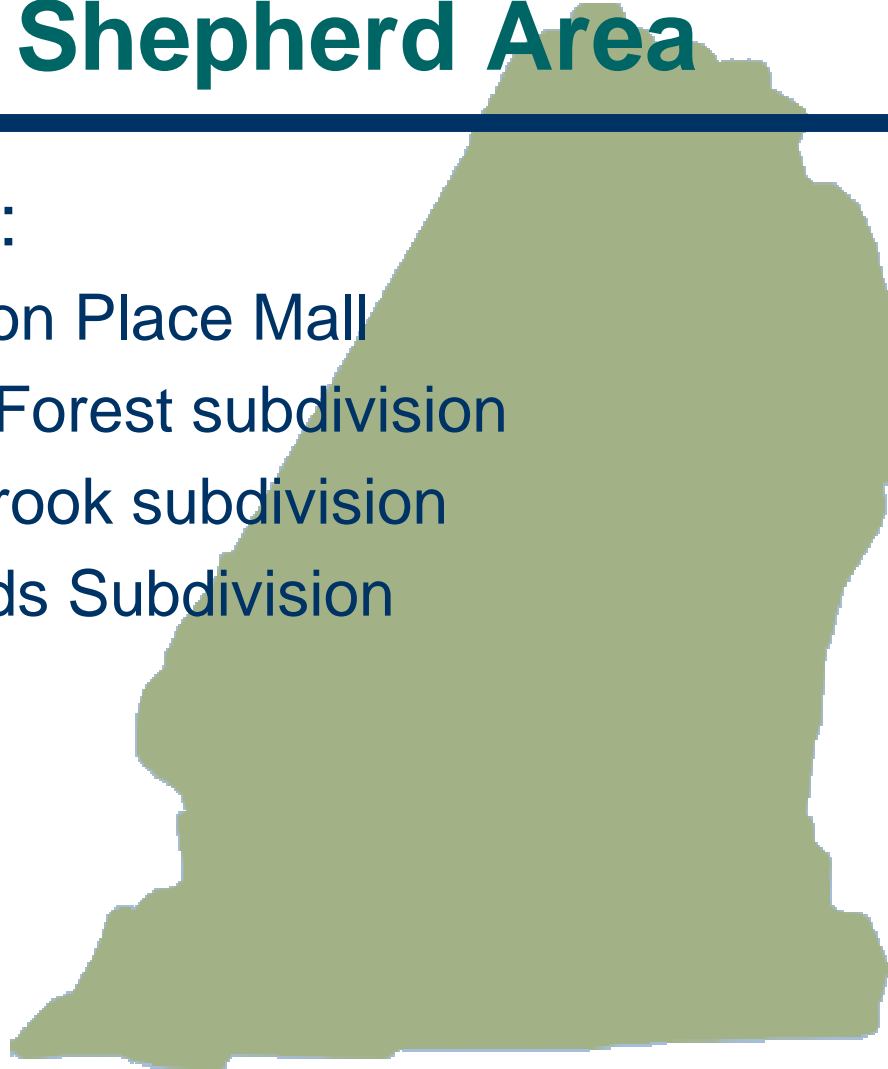 Shepherd Area
:
on Place Mall
Forest subdivision
rook subdivision
ds Subdivision